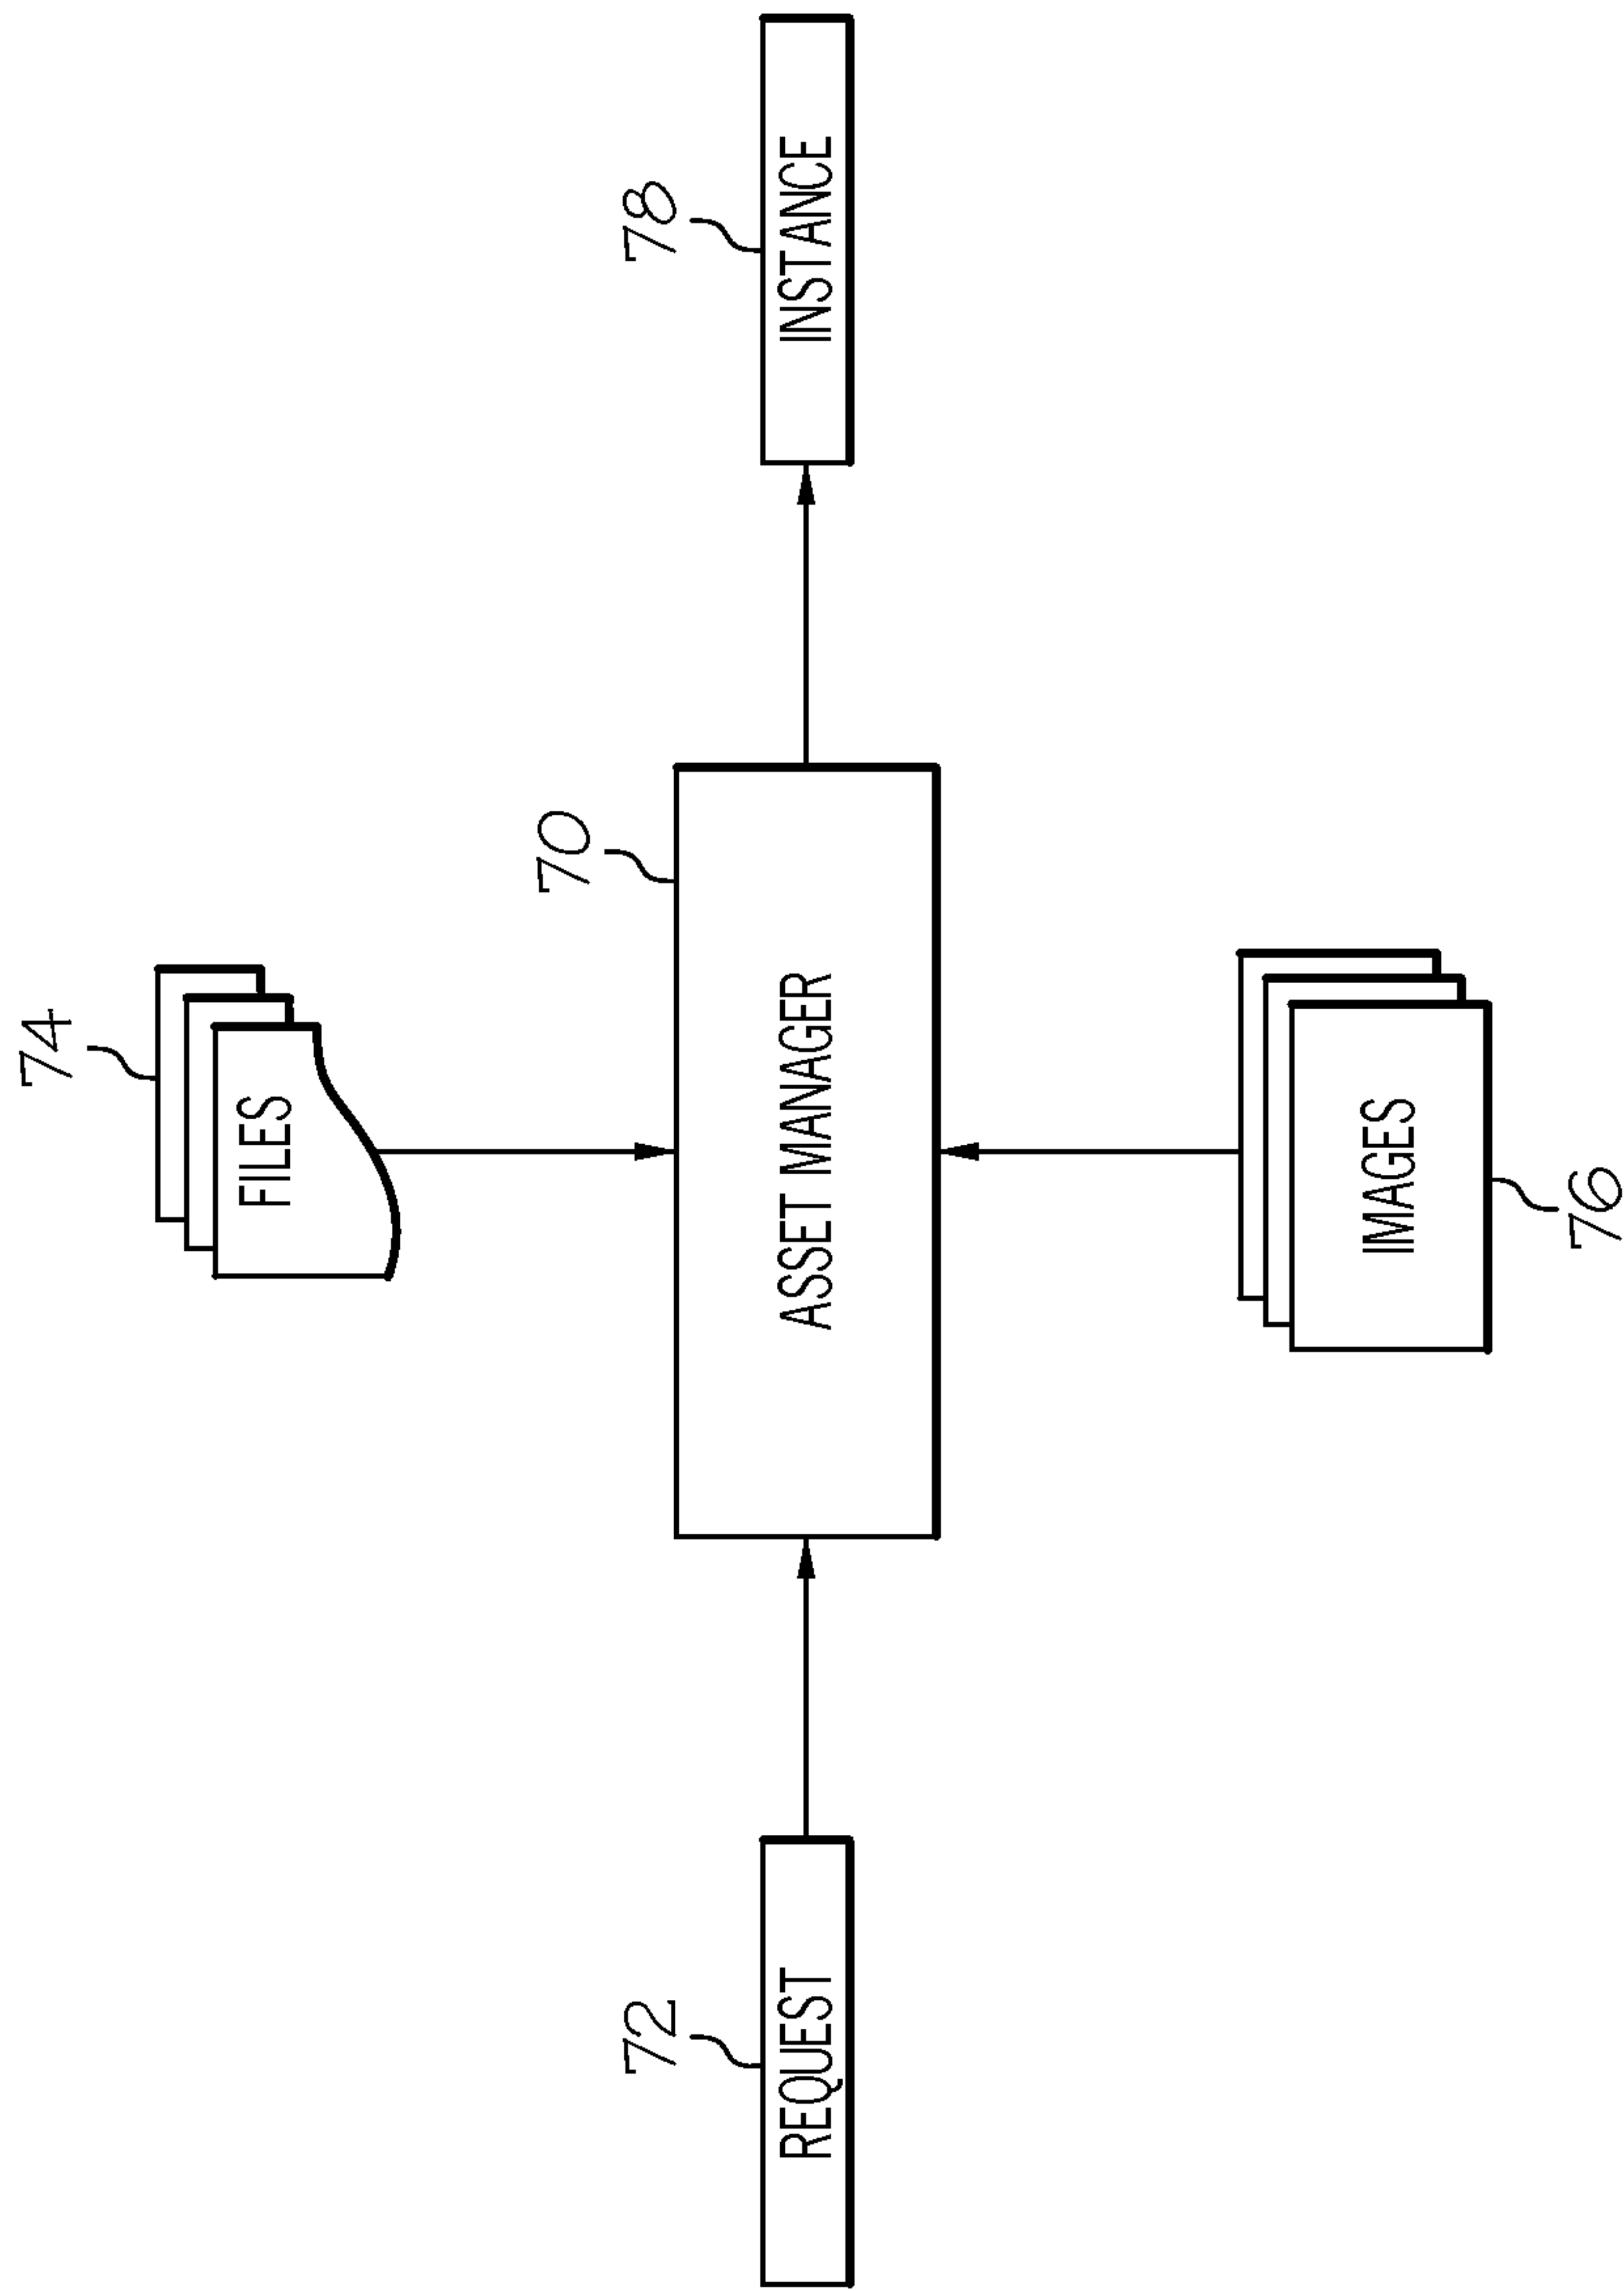 74
FILES
70
72
REQUEST
ASSET MANAGER
78
INSTANCE
IMAGES
76